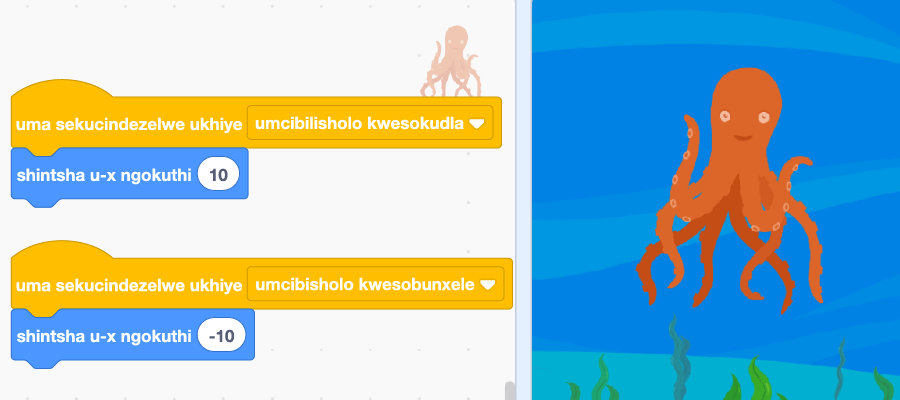 uma sekucindezelwe ukhiye umcibilisholo kwesokudla
shintsha u-x ngokuthi 10
uma sekucindezelwe ukhiye umcibisholo kwesobunxele
shintsha u-x ngokuthi -10